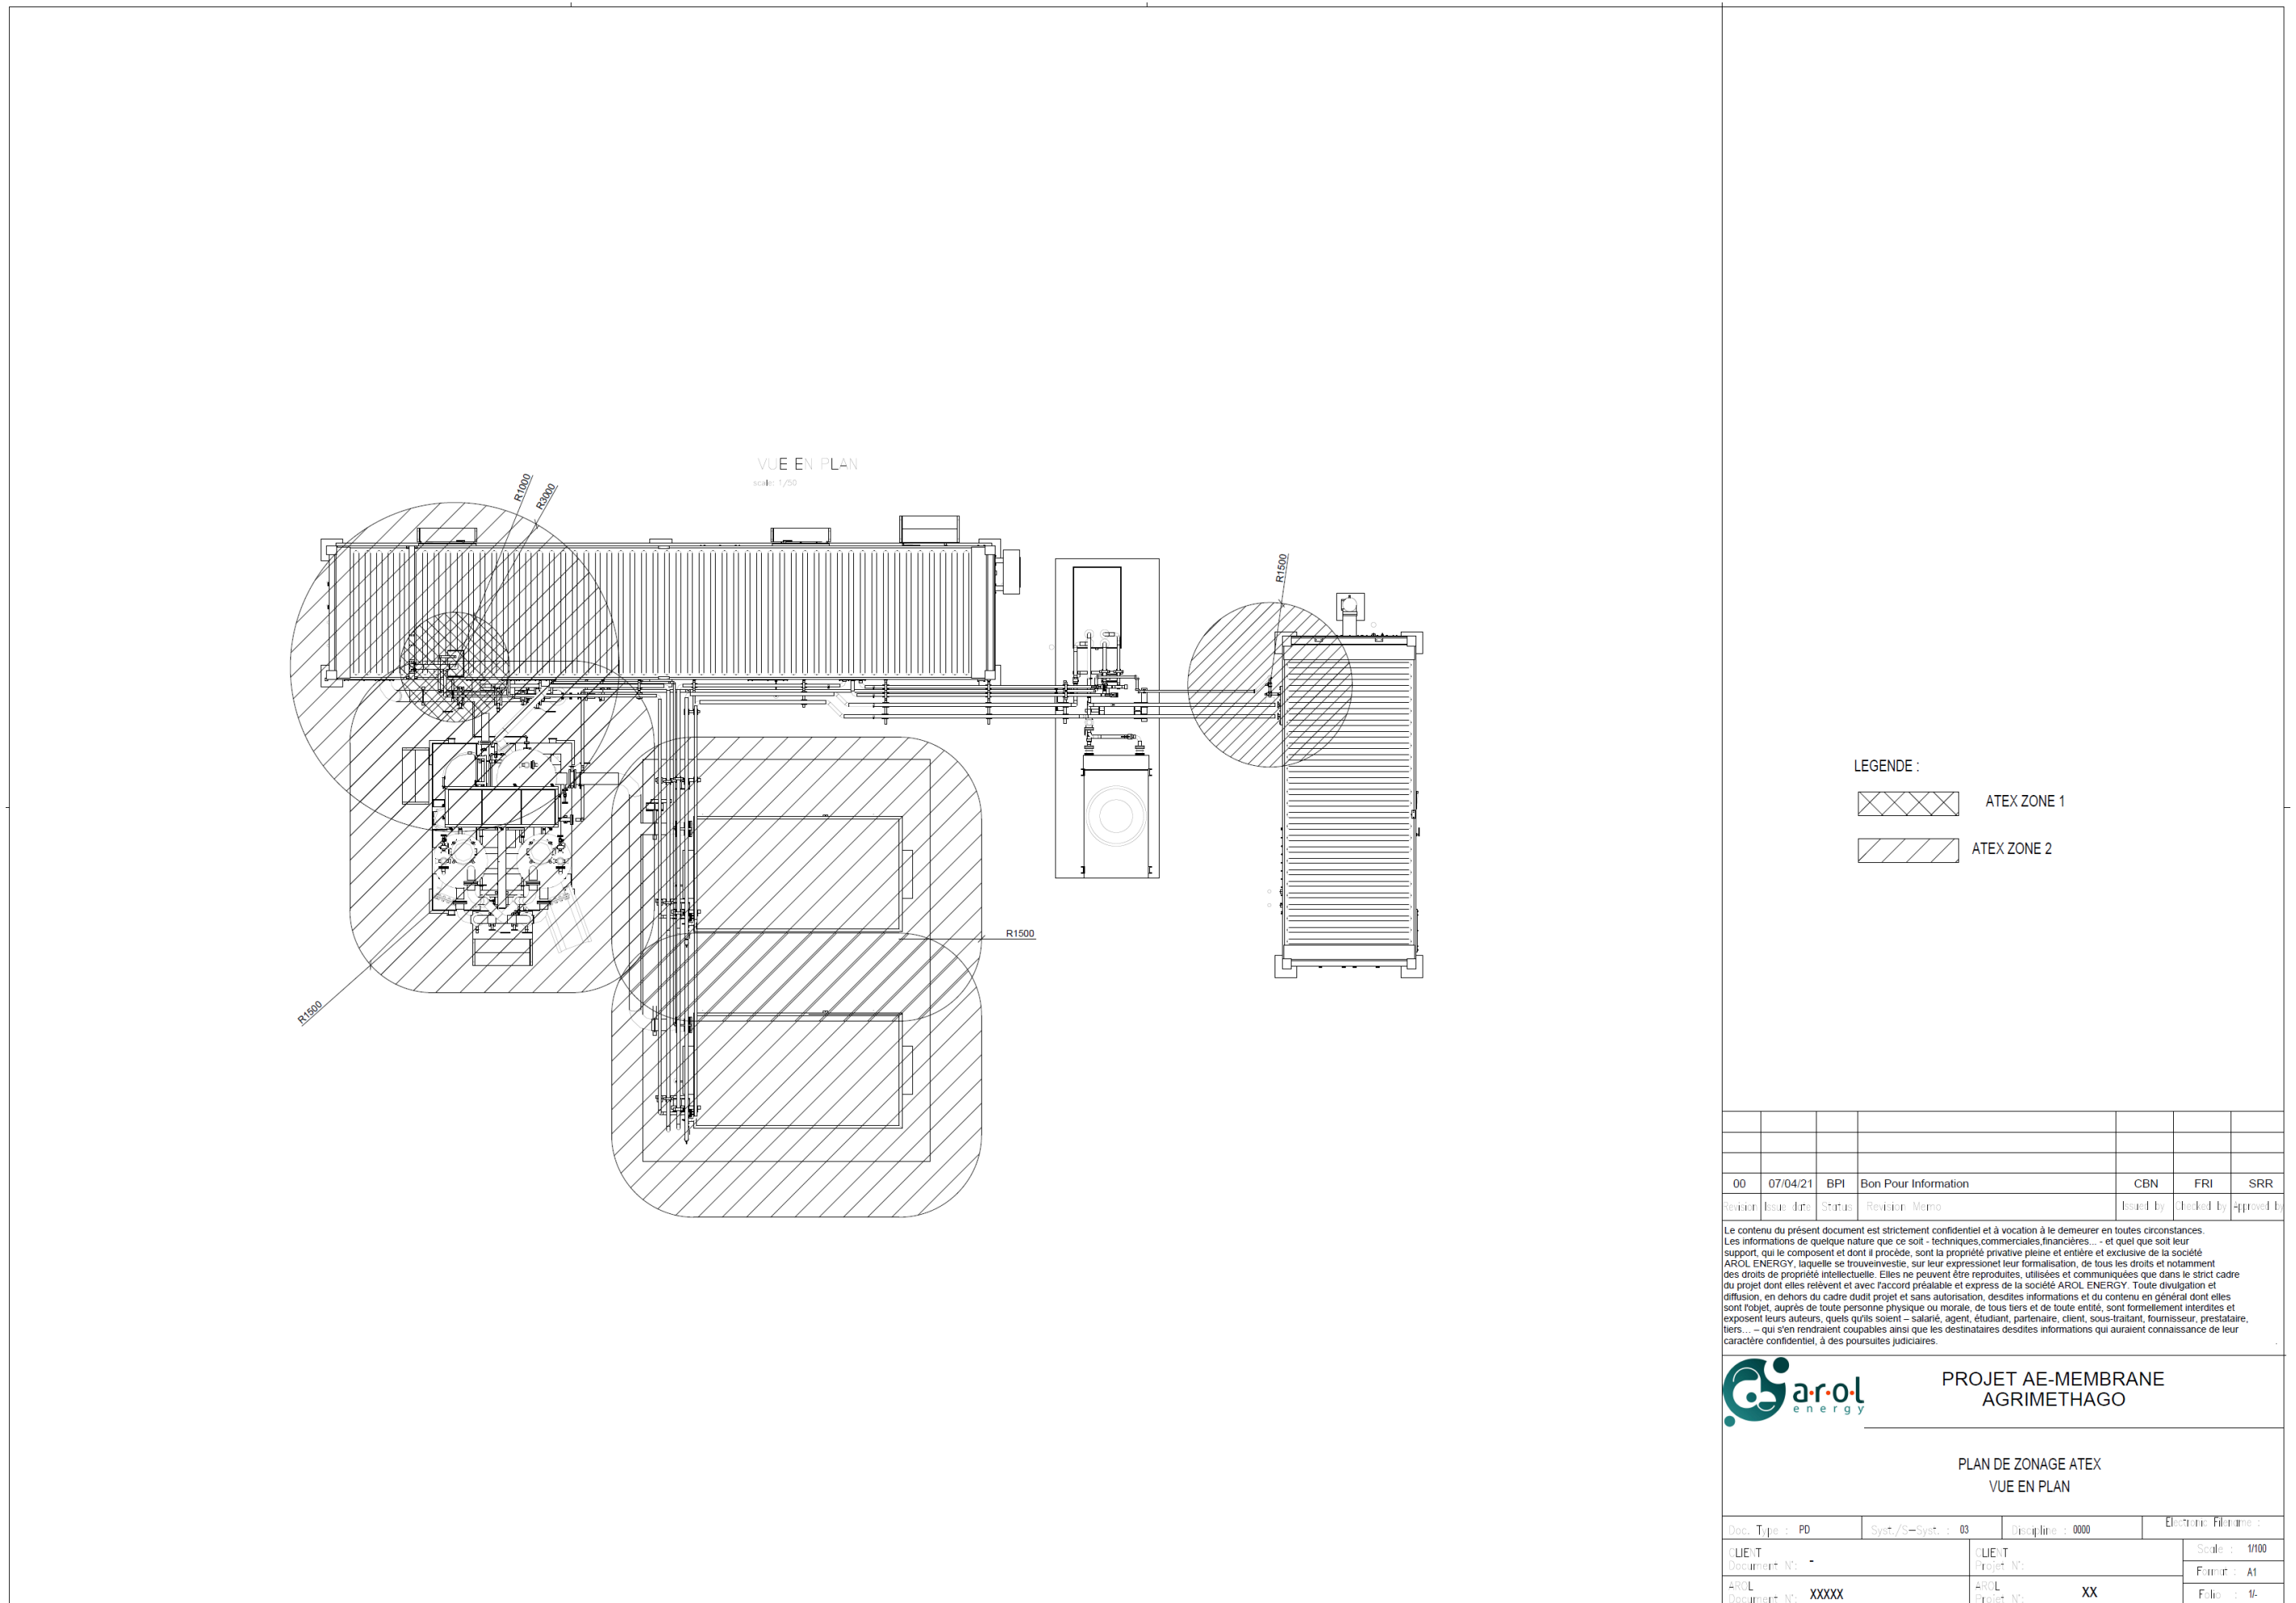 VUE EN PLAN
scale: 1/50
R1000
R3000
R1500
R1500
R1500
LEGENDE :
ATEX ZONE 1
ATEX ZONE 2
00 07/04/21 BPI Bon Pour Information CBN FRI SRR
Revision Issue date Status Revision Memo Issued by Checked by Approved by
Le contenu du présent document est strictement confidentiel et à vocation à le demeurer en toutes circonstances.
Les informations de quelque nature que ce soit - techniques,commerciales,financières... - et quel que soit leur
support, qui le composent et dont il procède, sont la propriété privative pleine et entière et exclusive de la société
AROL ENERGY, laquelle se trouveinvestie, sur leur expressionet leur formalisation, de tous les droits et notamment
des droits de propriété intellectuelle. Elles ne peuvent être reproduites, utilisées et communiquées que dans le strict cadre
du projet dont elles relèvent et avec l'accord préalable et express de la société AROL ENERGY. Toute divulgation et
diffusion, en dehors du cadre dudit projet et sans autorisation, desdites informations et du contenu en général dont elles
sont l'objet, auprès de toute personne physique ou morale, de tous tiers et de toute entité, sont formellement interdites et
exposent leurs auteurs, quels qu'ils soient – salarié, agent, étudiant, partenaire, client, sous-traitant, fournisseur, prestataire,
tiers… – qui s'en rendraient coupables ainsi que les destinataires desdites informations qui auraient connaissance de leur
caractère confidentiel, à des poursuites judiciaires.
a·r·o·l
energy
PROJET AE-MEMBRANE
AGRIMETHAGO
PLAN DE ZONAGE ATEX
VUE EN PLAN
Doc. Type : PD Syst./S-Syst. : 03 Discipline : 0000 Electronic Filename :
CLIENT
Document N°: -
CLIENT
Projet N°:
Scale : 1/100
Format : A1
AROL
Document N°: XXXXX
AROL
Projet N°: XX
Folio : 1/-